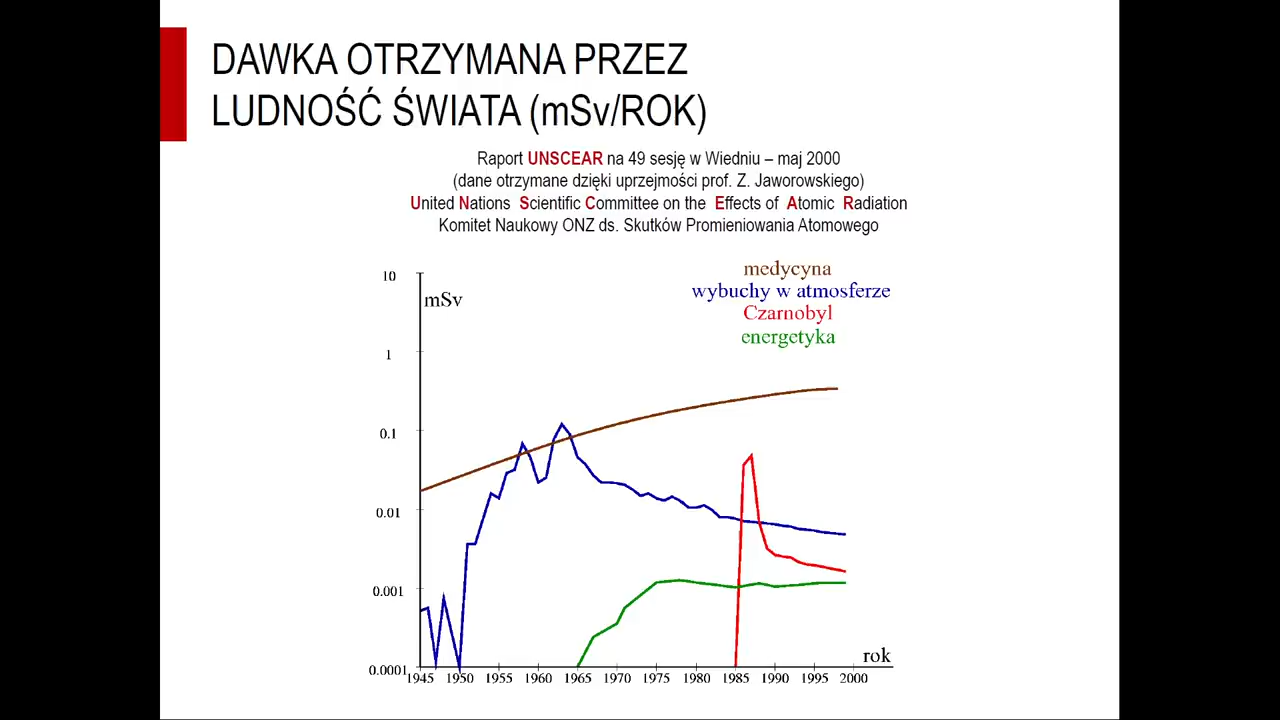 DAWKA OTRZYMANA PRZEZ
LUDNOŚĆ ŚWIATA (mSv/ROK)
Raport UNSCEAR na 49 sesję w Wiedniu – maj 2000
(dane otrzymane dzięki uprzejmości prof. Z. Jaworowskiego)
United Nations Scientific Committee on the Effects of Atomic Radiation
Komitet Naukowy ONZ ds. Skutków Promieniowania Atomowego
medycyna
wybuchy w atmosferze
Czarnobyl
energetyka
mSv
10
1
0.1
0.01
0.001
0.0001
rok
1945 1950 1955 1960 1965 1970 1975 1980 1985 1990 1995 2000